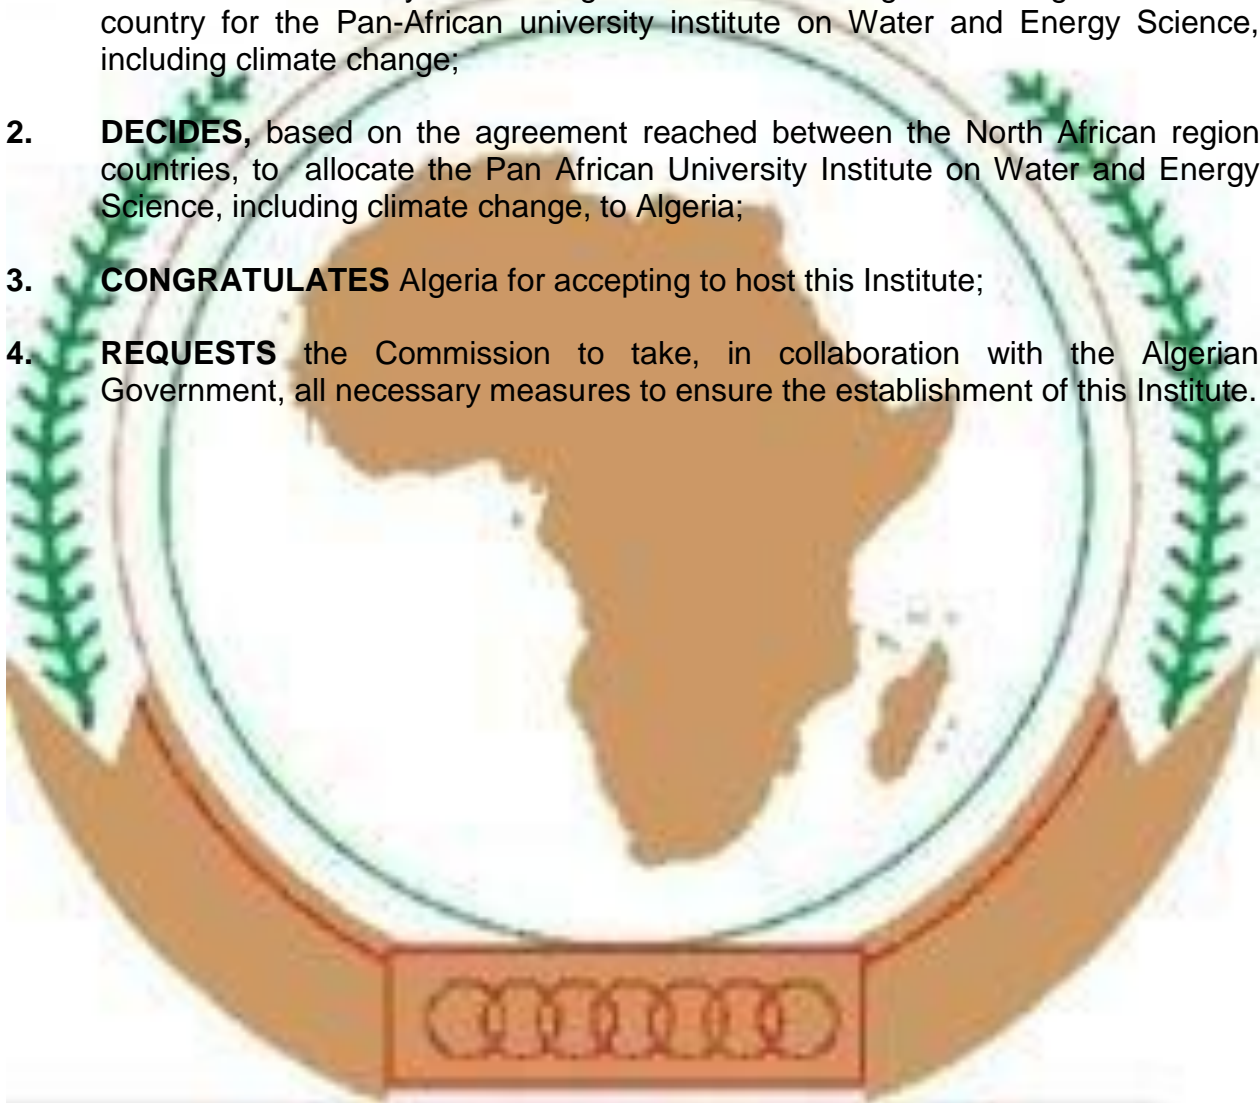 country for the Pan-African university institute on Water and Energy Science,
including climate change;
2. DECIDES, based on the agreement reached between the North African region
countries, to allocate the Pan African University Institute on Water and Energy
Science, including climate change, to Algeria;
3. CONGRATULATES Algeria for accepting to host this Institute;
4. REQUESTS the Commission to take, in collaboration with the Algerian
Government, all necessary measures to ensure the establishment of this Institute.